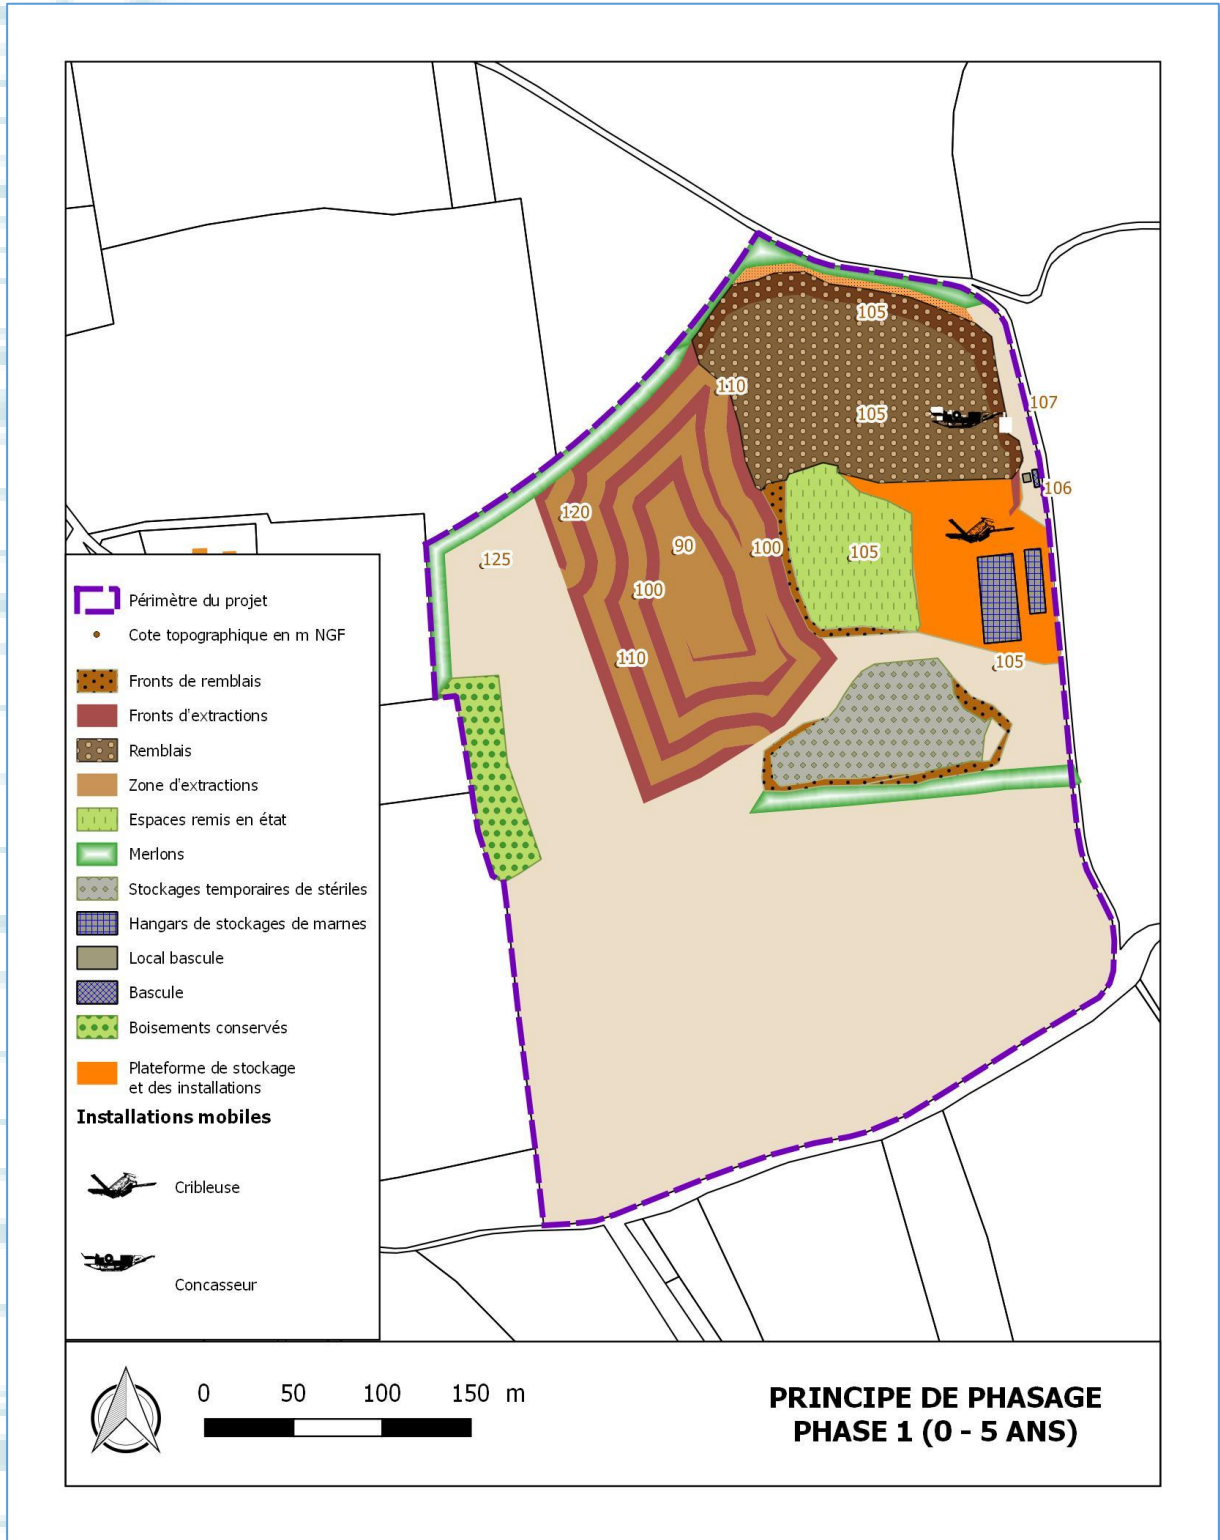 105
110
105
107
106
120
125
90
100
105
100
110
105
Périmètre du projet
Cote topographique en m NGF
Fronts de remblais
Fronts d'extractions
Remblais
Zone d'extractions
Espaces remis en état
Merlons
Stockages temporaires de stériles
Hangars de stockages de marnes
Local bascule
Bascule
Boisements conservés
Plateforme de stockage
et des installations
Installations mobiles
Cribleuse
Concasseur
0 50 100 150 m
PRINCIPE DE PHASAGE
PHASE 1 (0 - 5 ANS)